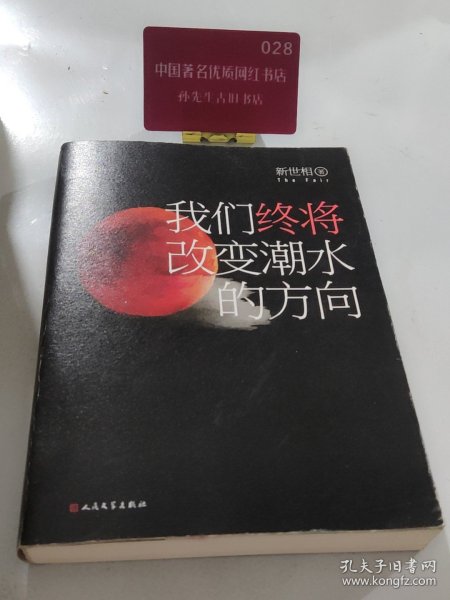 028
中国著名优质网红书店
孙先生古旧书店
新世相 著
The Fair
我们终将
改变潮水
的方向
人民文学出版社
孔夫子旧书网
www.kongfz.com